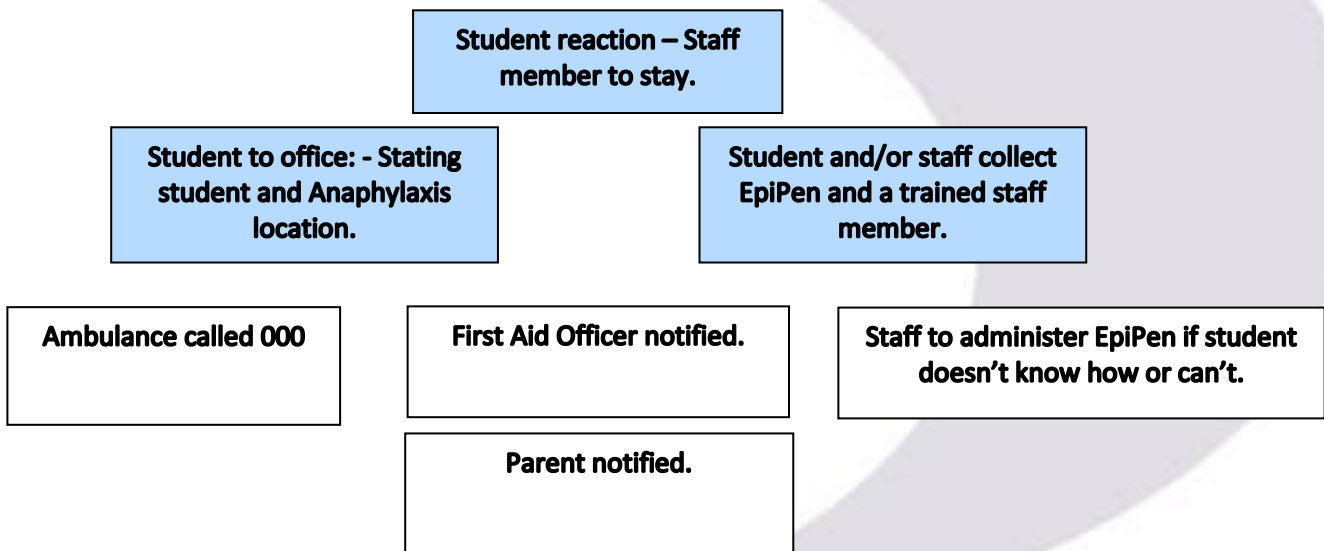 Student reaction – Staff
member to stay.
Student to office: - Stating
student and Anaphylaxis
location.
Student and/or staff collect
EpiPen and a trained staff
member.
Ambulance called 000
First Aid Officer notified.
Staff to administer EpiPen if student
doesn’t know how or can’t.
Parent notified.